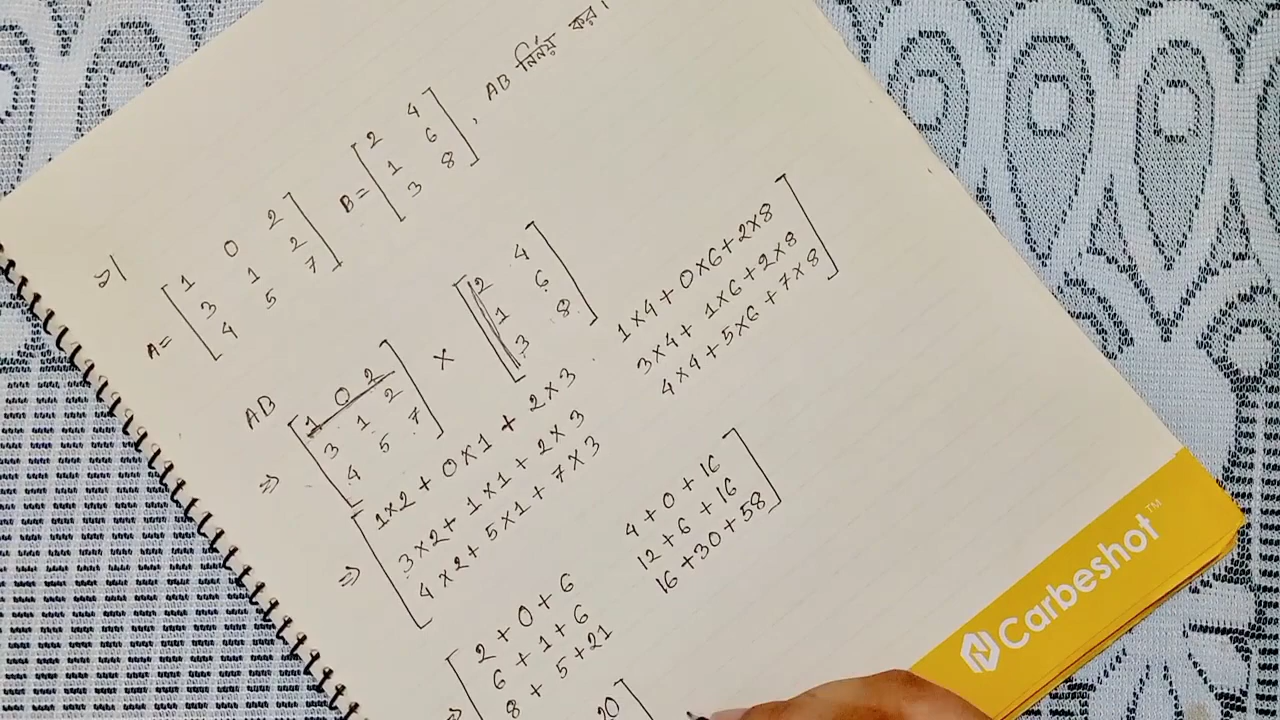 ১।
A= [ 1 0 2
3 1 2
4 5 7 ]
B= [ 2 4
1 6
3 8 ] , AB নির্ণয় কর।
AB
⇒ [ 1 0 2
3 1 2
4 5 7 ] × [ 2 4
1 6
3 8 ]
⇒ [ 1×2 + 0×1 + 2×3 1×4 + 0×6 + 2×8
3×2 + 1×1 + 2×3 3×4 + 1×6 + 2×8
4×2 + 5×1 + 7×3 4×4 + 5×6 + 7×8 ]
⇒ [ 2 + 0 + 6 4 + 0 + 16
6 + 1 + 6 12 + 6 + 16
8 + 5 + 21 16 + 30 + 58 ]
20 ]
Carbeshot™